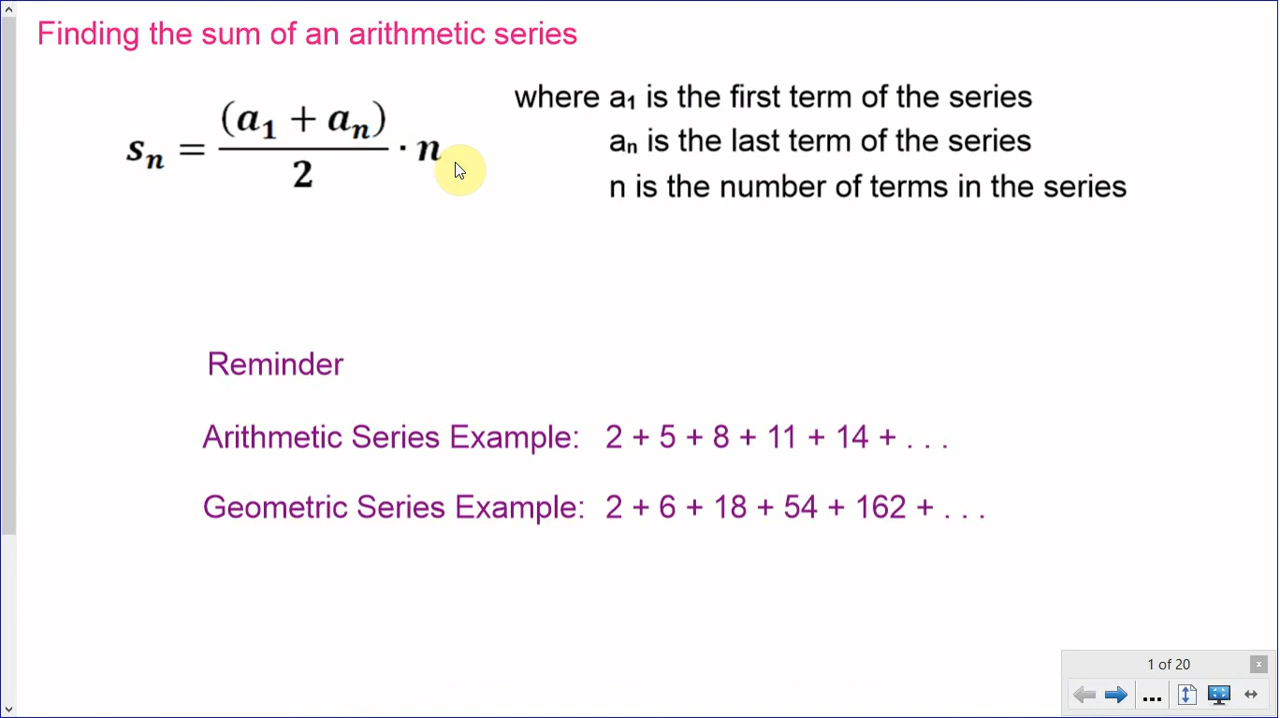 Finding the sum of an arithmetic series
sₙ = (a₁ + aₙ) / 2 · n
where a₁ is the first term of the series
aₙ is the last term of the series
n is the number of terms in the series
Reminder
Arithmetic Series Example: 2 + 5 + 8 + 11 + 14 + . . .
Geometric Series Example: 2 + 6 + 18 + 54 + 162 + . . .
1 of 20